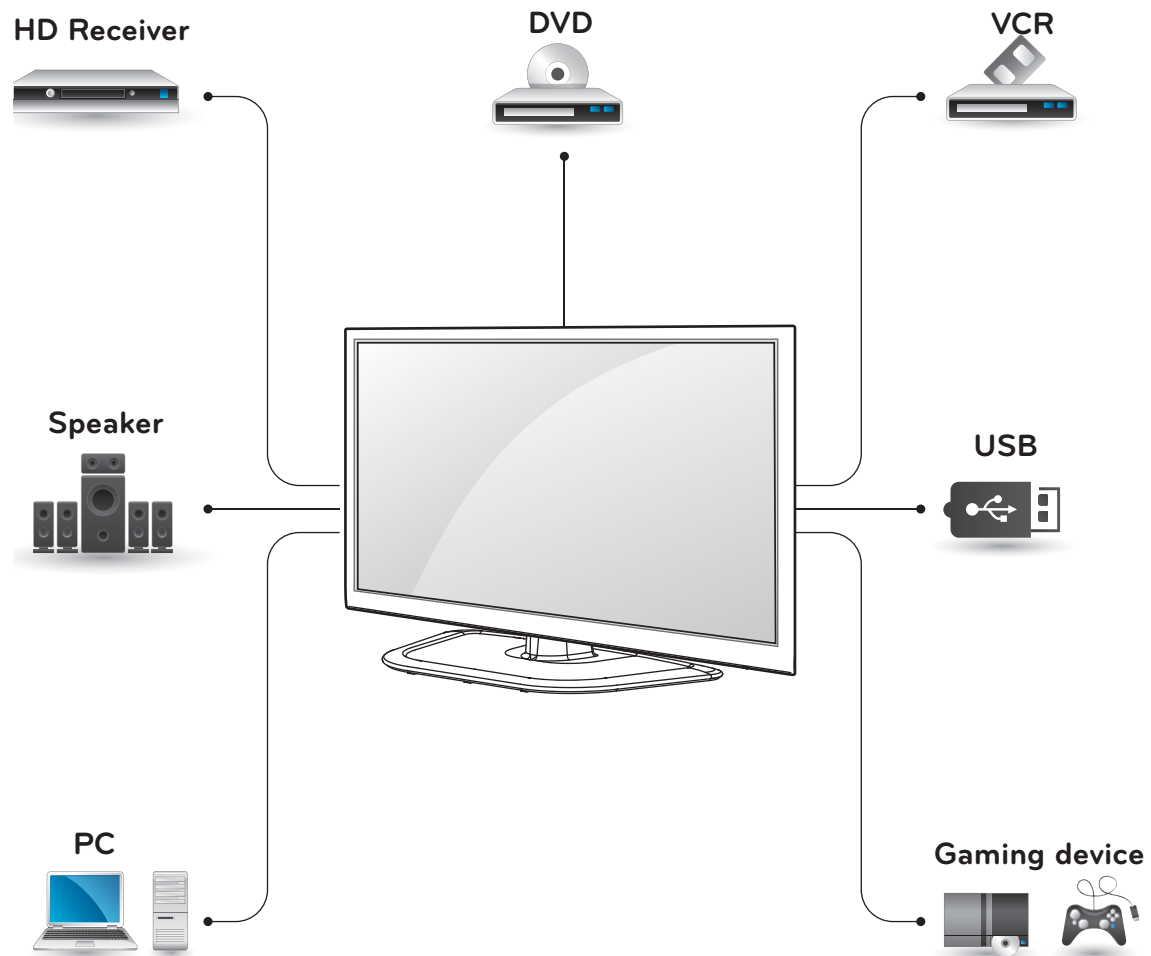 HD Receiver
DVD
VCR
Speaker
USB
PC
Gaming device